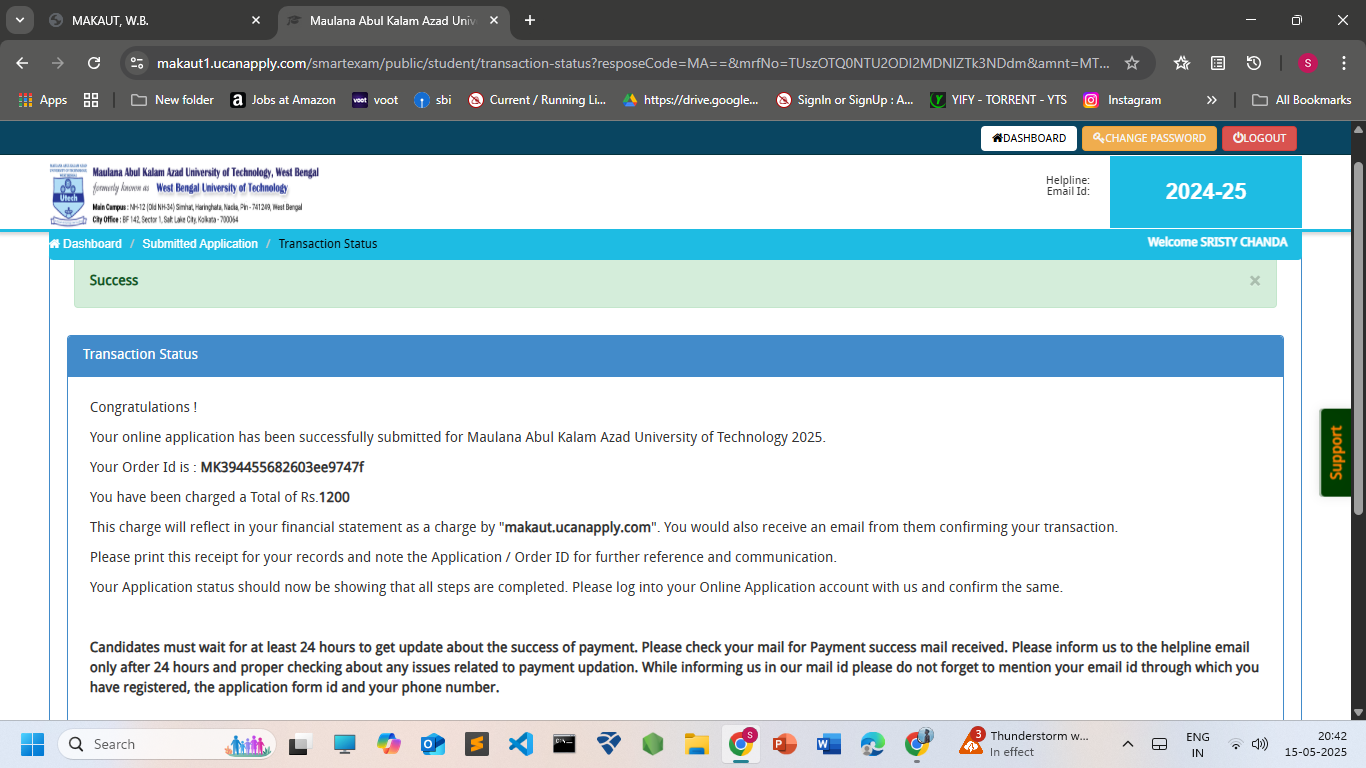 MAKAUT, W.B.
Maulana Abul Kalam Azad Univ
makaut1.ucanapply.com/smartexam/public/student/transaction-status?resposeCode=MA==&mrfNo=TUszOTQ0NTU2ODI2MDNlZTk3NDdm&amnt=MT...
S
Apps
New folder
a
Jobs at Amazon
voot
voot
sbi
Current / Running Li...
https://drive.google...
SignIn or SignUp : A...
Y
YIFY - TORRENT - YTS
Instagram
»
All Bookmarks
DASHBOARD
CHANGE PASSWORD
LOGOUT
Utech
Maulana Abul Kalam Azad University of Technology, West Bengal
formerly known as West Bengal University of Technology
Main Campus : NH-12 (Old NH-34) Simhat, Haringhata, Nadia, Pin - 741249, West Bengal
City Office : BF 142, Sector 1, Salt Lake City, Kolkata - 700064
Helpline:
Email Id:
2024-25
Dashboard / Submitted Application / Transaction Status
Welcome SRISTY CHANDA
Success
×
Transaction Status
Congratulations !
Your online application has been successfully submitted for Maulana Abul Kalam Azad University of Technology 2025.
Your Order Id is : MK394455682603ee9747f
You have been charged a Total of Rs.1200
This charge will reflect in your financial statement as a charge by "makaut.ucanapply.com". You would also receive an email from them confirming your transaction.
Please print this receipt for your records and note the Application / Order ID for further reference and communication.
Your Application status should now be showing that all steps are completed. Please log into your Online Application account with us and confirm the same.
Candidates must wait for at least 24 hours to get update about the success of payment. Please check your mail for Payment success mail received. Please inform us to the helpline email
only after 24 hours and proper checking about any issues related to payment updation. While informing us in our mail id please do not forget to mention your email id through which you
have registered, the application form id and your phone number.
Support
Search
S
3
Thunderstorm w...
In effect
ENG
IN
20:42
15-05-2025